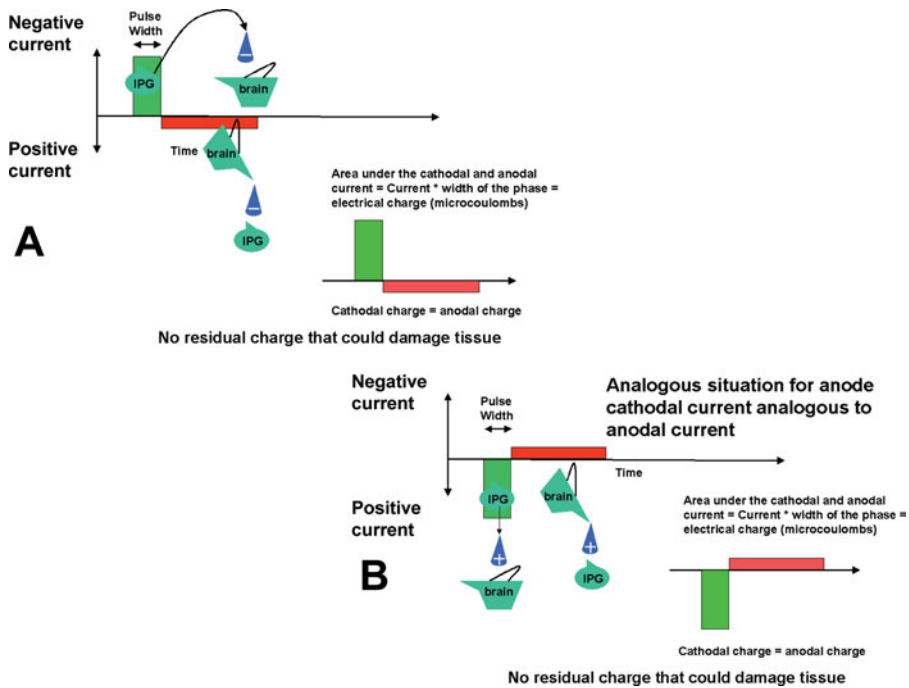 Negative
current
Pulse
Width
IPG
−
brain
Positive
current
Time
brain
−
IPG
A
Area under the cathodal and anodal
current = Current * width of the phase =
electrical charge (microcoulombs)
Cathodal charge = anodal charge
No residual charge that could damage tissue
Negative
current
Pulse
Width
Analogous situation for anode
cathodal current analogous to
anodal current
Time
Positive
current
IPG
brain
+
brain
+
IPG
B
Area under the cathodal and anodal
current = Current * width of the phase =
electrical charge (microcoulombs)
Cathodal charge = anodal charge
No residual charge that could damage tissue